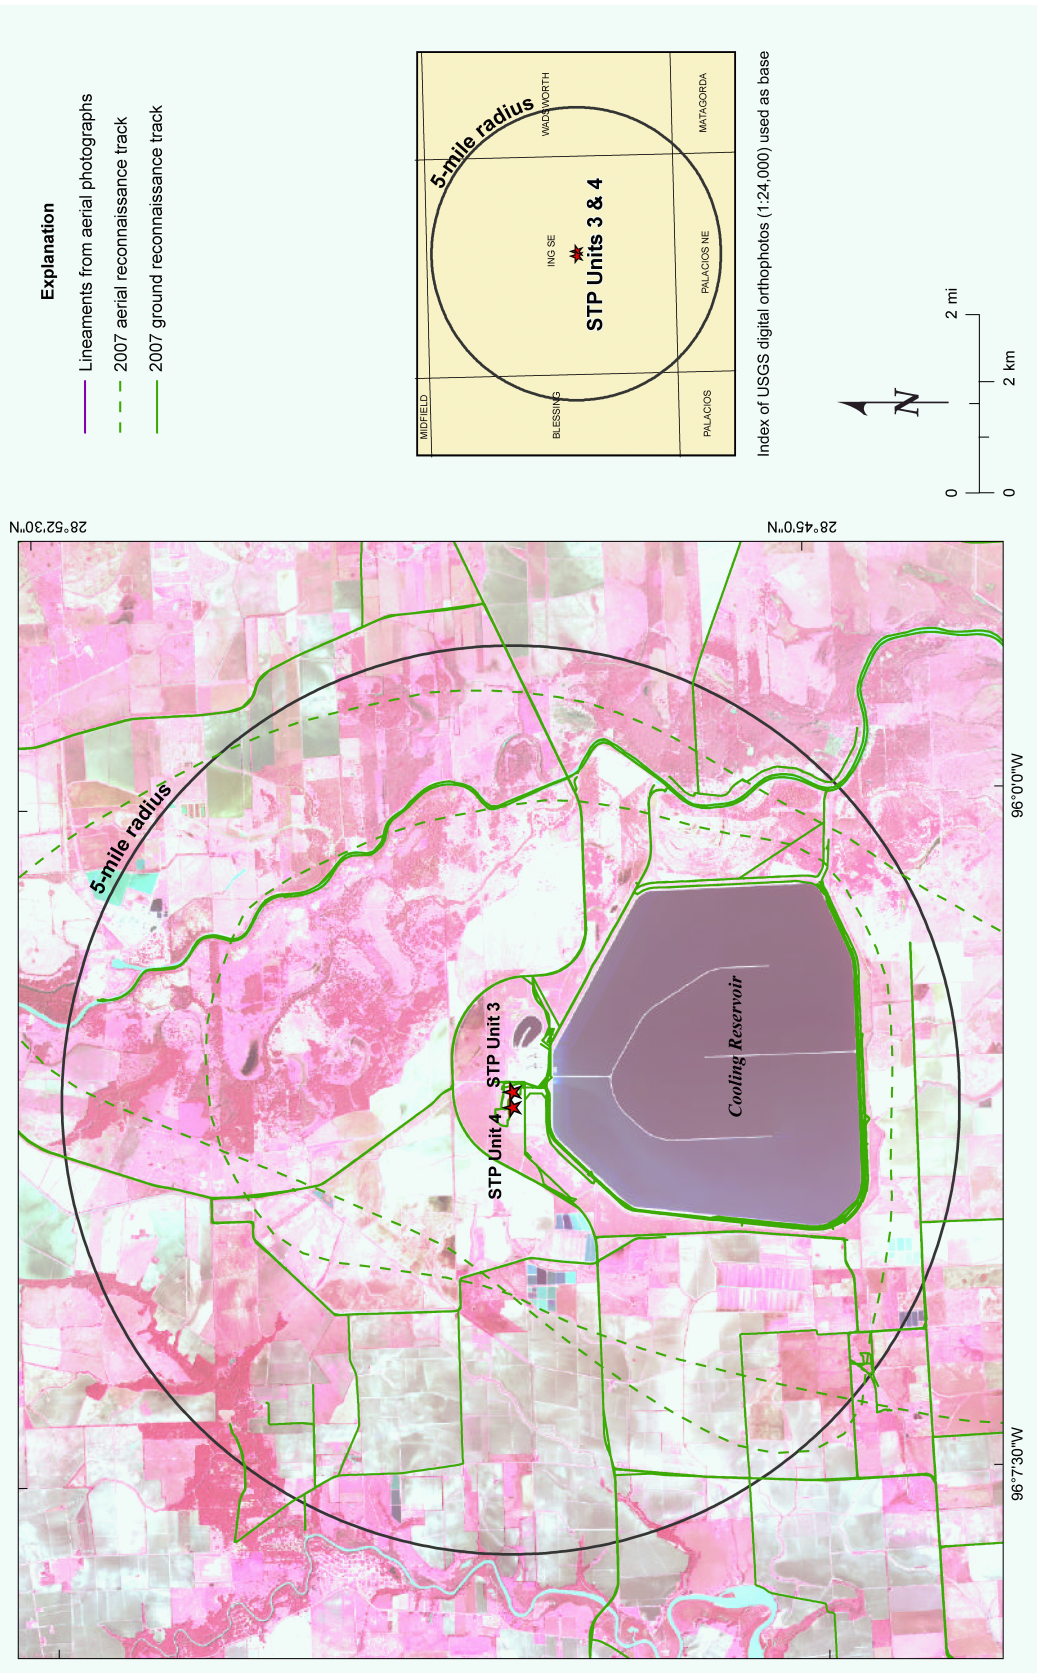 Explanation
Lineaments from aerial photographs
2007 aerial reconnaissance track
2007 ground reconnaissance track
MIDFIELD
5-mile radius
WADSWORTH
ING SE
BLESSING
STP Units 3 & 4
MATAGORDA
PALACIOS NE
PALACIOS
Index of USGS digital orthophotos (1:24,000) used as base
N
0
2 mi
0
2 km
28°52'30"N
28°45'0"N
5-mile radius
STP Unit 4
STP Unit 3
Cooling Reservoir
96°7'30"W
96°0'0"W